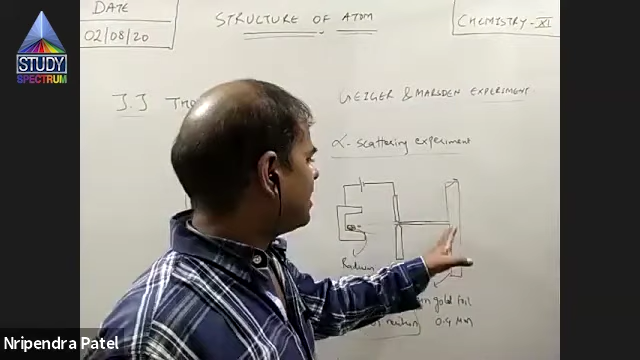 DATE
02/08/20
STRUCTURE OF ATOM
CHEMISTRY-XI
STUDY
SPECTRUM
J.J
GEIGER & MARSDEN EXPERIMENT
α-scattering experiment
Radium
gold foil
0.4 μm
Nripendra Patel